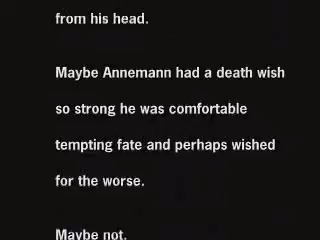 from his head.
Maybe Annemann had a death wish
so strong he was comfortable
tempting fate and perhaps wished
for the worse.
Maybe not.